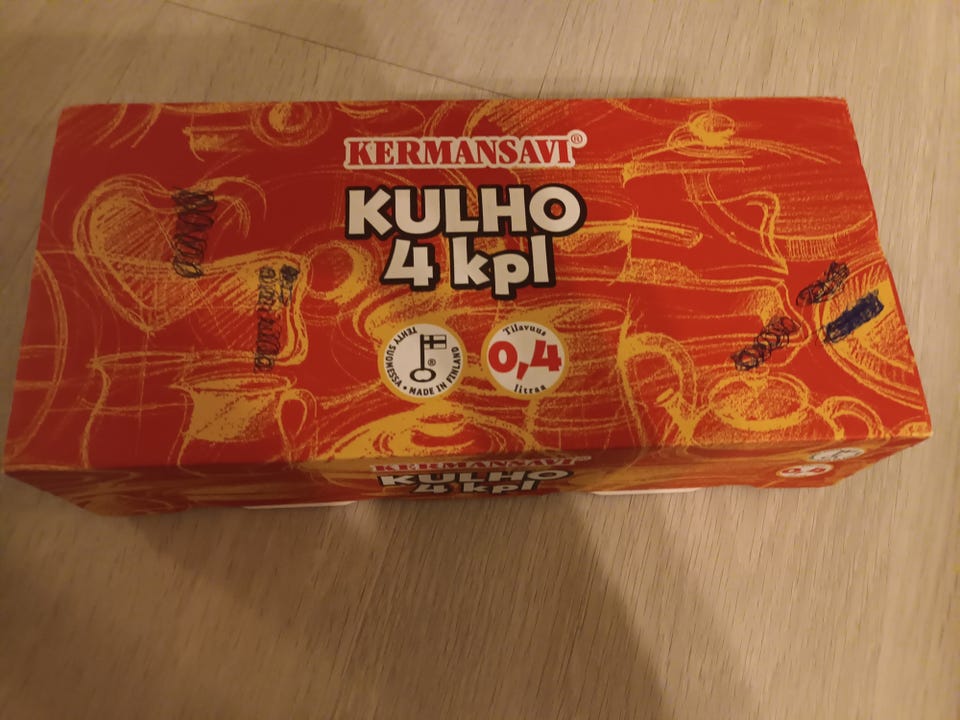 KERMANSAVI®
KULHO
4 kpl
TEHTY SUOMESSA • MADE IN FINLAND
®
Tilavuus
0,4
litraa
KERMANSAVI
KULHO
4 kpl